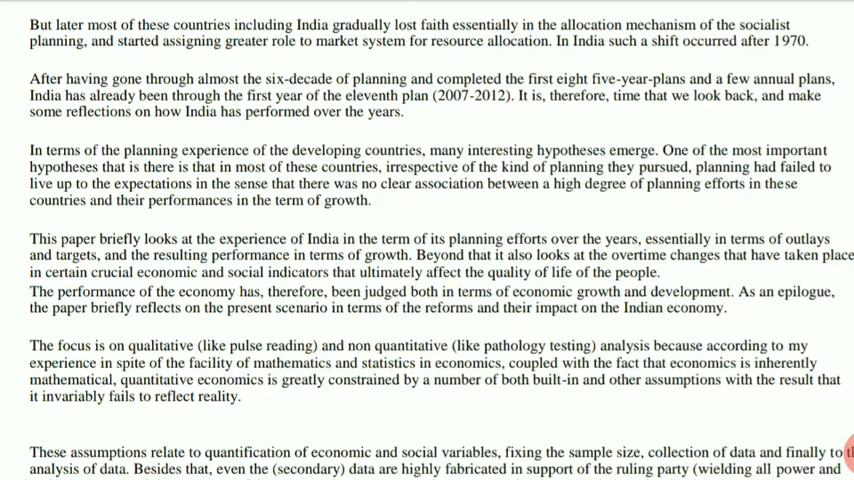 But later most of these countries including India gradually lost faith essentially in the allocation mechanism of the socialist
planning, and started assigning greater role to market system for resource allocation. In India such a shift occurred after 1970.
After having gone through almost the six-decade of planning and completed the first eight five-year-plans and a few annual plans,
India has already been through the first year of the eleventh plan (2007-2012). It is, therefore, time that we look back, and make
some reflections on how India has performed over the years.
In terms of the planning experience of the developing countries, many interesting hypotheses emerge. One of the most important
hypotheses that is there is that in most of these countries, irrespective of the kind of planning they pursued, planning had failed to
live up to the expectations in the sense that there was no clear association between a high degree of planning efforts in these
countries and their performances in the term of growth.
This paper briefly looks at the experience of India in the term of its planning efforts over the years, essentially in terms of outlays
and targets, and the resulting performance in terms of growth. Beyond that it also looks at the overtime changes that have taken place
in certain crucial economic and social indicators that ultimately affect the quality of life of the people.
The performance of the economy has, therefore, been judged both in terms of economic growth and development. As an epilogue,
the paper briefly reflects on the present scenario in terms of the reforms and their impact on the Indian economy.
The focus is on qualitative (like pulse reading) and non quantitative (like pathology testing) analysis because according to my
experience in spite of the facility of mathematics and statistics in economics, coupled with the fact that economics is inherently
mathematical, quantitative economics is greatly constrained by a number of both built-in and other assumptions with the result that
it invariably fails to reflect reality.
These assumptions relate to quantification of economic and social variables, fixing the sample size, collection of data and finally to
analysis of data. Besides that, even the (secondary) data are highly fabricated in support of the ruling party (wielding all power and